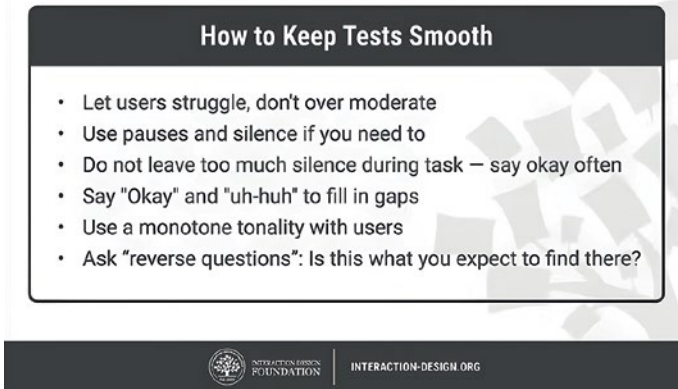 How to Keep Tests Smooth
• Let users struggle, don't over moderate
• Use pauses and silence if you need to
• Do not leave too much silence during task – say okay often
• Say "Okay" and "uh-huh" to fill in gaps
• Use a monotone tonality with users
• Ask “reverse questions”: Is this what you expect to find there?
INTERACTION DESIGN
FOUNDATION
INTERACTION-DESIGN.ORG